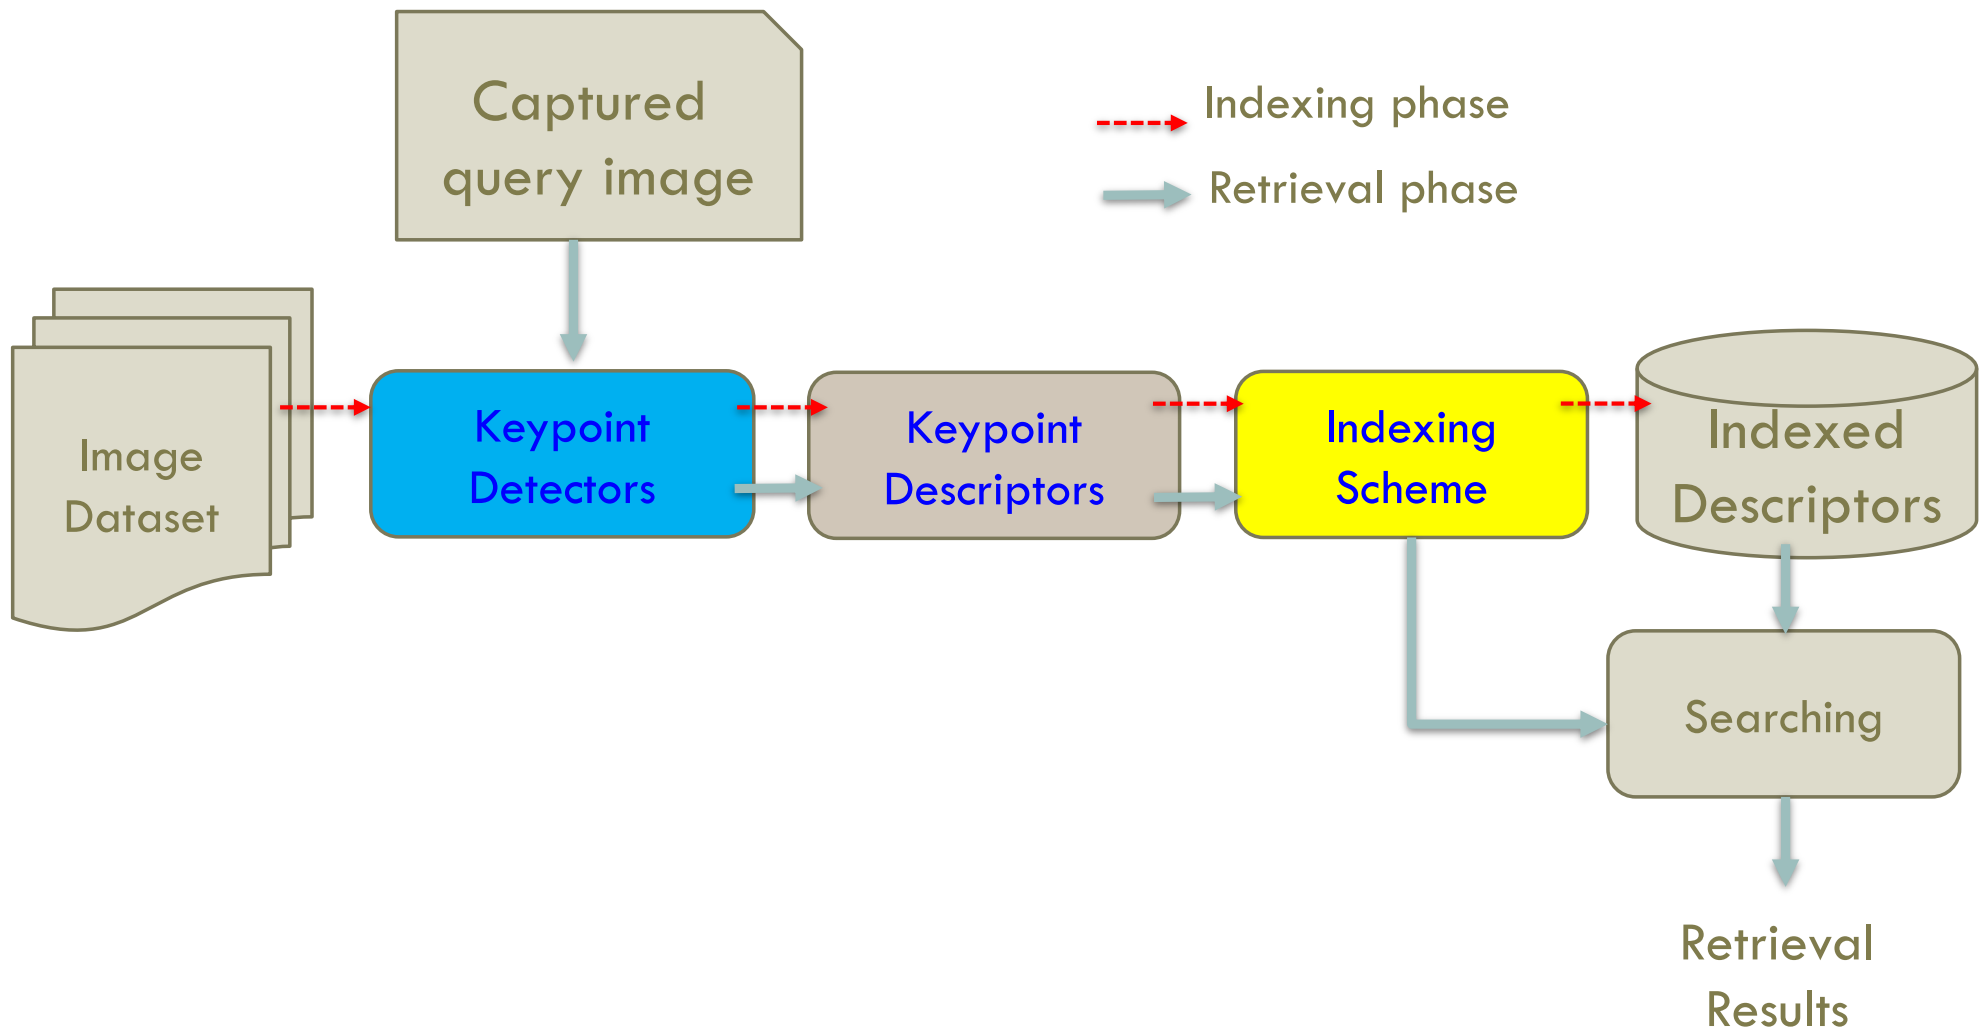 Captured
query image
Indexing phase
Retrieval phase
Image
Dataset
Keypoint
Detectors
Keypoint
Descriptors
Indexing
Scheme
Indexed
Descriptors
Searching
Retrieval
Results